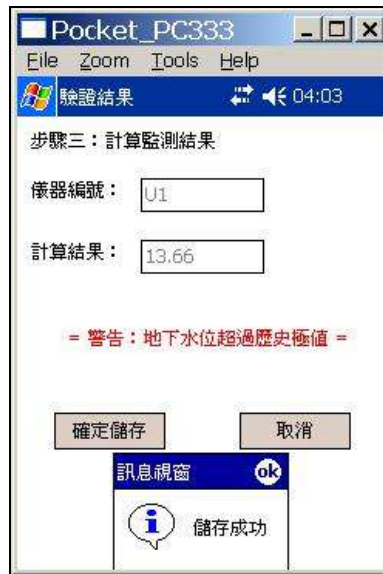 Pocket_PC333
File Zoom Tools Help
驗證結果 04:03
步驟三：計算監測結果
儀器編號： U1
計算結果： 13.66
= 警告：地下水位超過歷史極值 =
確定儲存 取消
訊息視窗 ok
儲存成功